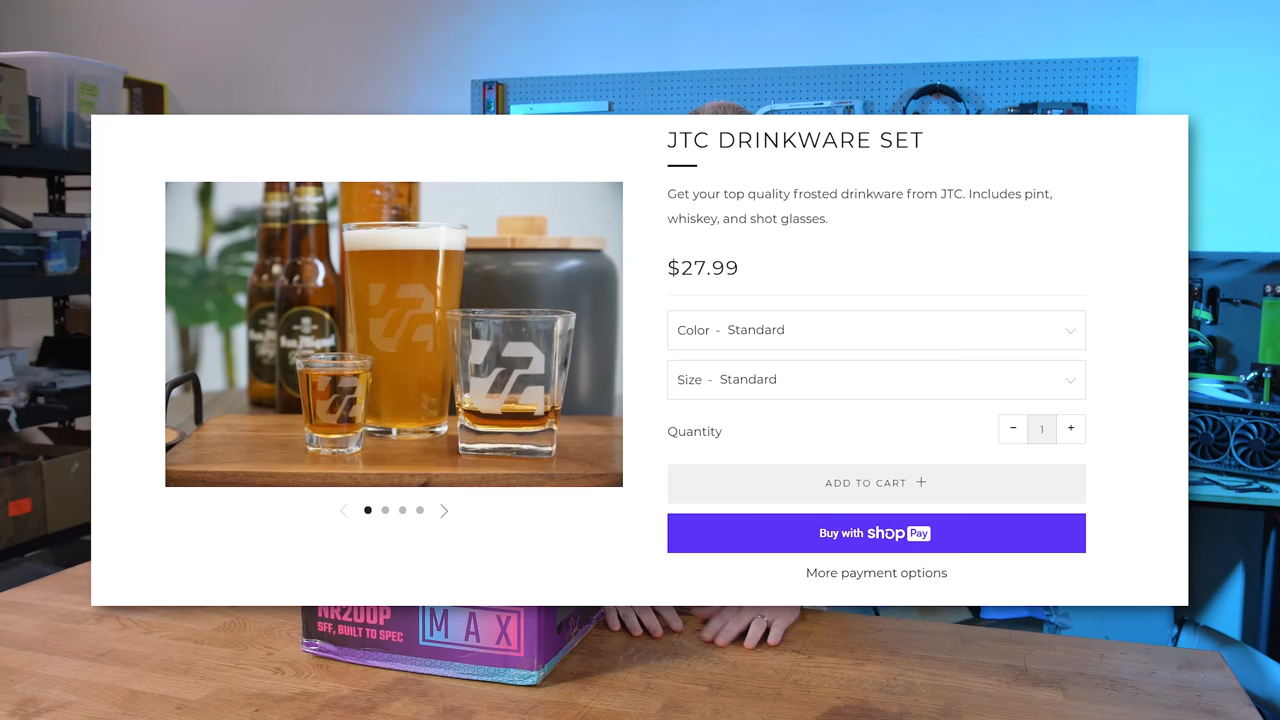 JTC DRINKWARE SET
Get your top quality frosted drinkware from JTC. Includes pint,
whiskey, and shot glasses.
$27.99
Color - Standard
Size - Standard
Quantity
− 1 +
ADD TO CART +
Buy with shop Pay
More payment options
NR200P
SFF, BUILT TO SPEC
MAX